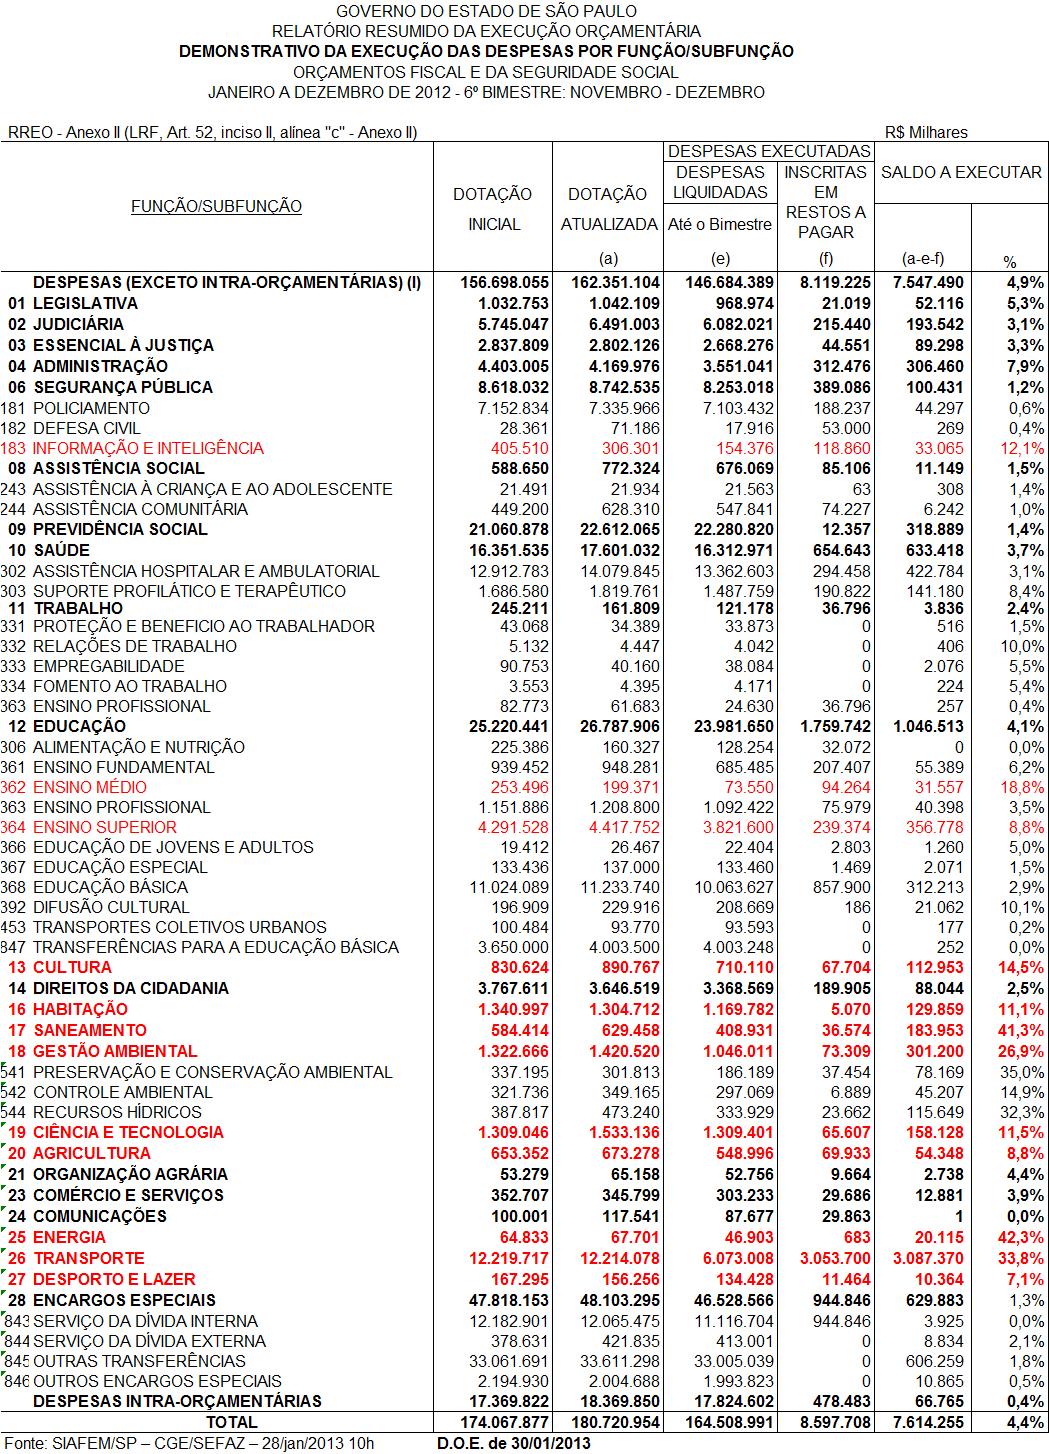 GOVERNO DO ESTADO DE SÃO PAULO
RELATÓRIO RESUMIDO DA EXECUÇÃO ORÇAMENTÁRIA
DEMONSTRATIVO DA EXECUÇÃO DAS DESPESAS POR FUNÇÃO/SUBFUNÇÃO
ORÇAMENTOS FISCAL E DA SEGURIDADE SOCIAL
JANEIRO A DEZEMBRO DE 2012 - 6º BIMESTRE: NOVEMBRO - DEZEMBRO
RREO - Anexo II (LRF, Art. 52, inciso II, alínea "c" - Anexo II) R$ Milhares
DESPESAS EXECUTADAS
FUNÇÃO/SUBFUNÇÃO DOTAÇÃO DOTAÇÃO DESPESAS INSCRITAS SALDO A EXECUTAR
LIQUIDADAS EM
RESTOS A
INICIAL ATUALIZADA Até o Bimestre PAGAR
(a) (e) (f) (a-e-f) %
DESPESAS (EXCETO INTRA-ORÇAMENTÁRIAS) (I) 156.698.055 162.351.104 146.684.389 8.119.225 7.547.490 4,9%
01 LEGISLATIVA 1.032.753 1.042.109 968.974 21.019 52.116 5,3%
02 JUDICIÁRIA 5.745.047 6.491.003 6.082.021 215.440 193.542 3,1%
03 ESSENCIAL À JUSTIÇA 2.837.809 2.802.126 2.668.276 44.551 89.298 3,3%
04 ADMINISTRAÇÃO 4.403.005 4.169.976 3.551.041 312.476 306.460 7,9%
06 SEGURANÇA PÚBLICA 8.618.032 8.742.535 8.253.018 389.086 100.431 1,2%
181 POLICIAMENTO 7.152.834 7.335.966 7.103.432 188.237 44.297 0,6%
182 DEFESA CIVIL 28.361 71.186 17.916 53.000 269 0,4%
183 INFORMAÇÃO E INTELIGÊNCIA 405.510 306.301 154.376 118.860 33.065 12,1%
08 ASSISTÊNCIA SOCIAL 588.650 772.324 676.069 85.106 11.149 1,5%
243 ASSISTÊNCIA À CRIANÇA E AO ADOLESCENTE 21.491 21.934 21.563 63 308 1,4%
244 ASSISTÊNCIA COMUNITÁRIA 449.200 628.310 547.841 74.227 6.242 1,0%
09 PREVIDÊNCIA SOCIAL 21.060.878 22.612.065 22.280.820 12.357 318.889 1,4%
10 SAÚDE 16.351.535 17.601.032 16.312.971 654.643 633.418 3,7%
302 ASSISTÊNCIA HOSPITALAR E AMBULATORIAL 12.912.783 14.079.845 13.362.603 294.458 422.784 3,1%
303 SUPORTE PROFILÁTICO E TERAPÊUTICO 1.686.580 1.819.761 1.487.759 190.822 141.180 8,4%
11 TRABALHO 245.211 161.809 121.178 36.796 3.836 2,4%
331 PROTEÇÃO E BENEFICIO AO TRABALHADOR 43.068 34.389 33.873 0 516 1,5%
332 RELAÇÕES DE TRABALHO 5.132 4.447 4.042 0 406 10,0%
333 EMPREGABILIDADE 90.753 40.160 38.084 0 2.076 5,5%
334 FOMENTO AO TRABALHO 3.553 4.395 4.171 0 224 5,4%
363 ENSINO PROFISSIONAL 82.773 61.683 24.630 36.796 257 0,4%
12 EDUCAÇÃO 25.220.441 26.787.906 23.981.650 1.759.742 1.046.513 4,1%
306 ALIMENTAÇÃO E NUTRIÇÃO 225.386 160.327 128.254 32.072 0 0,0%
361 ENSINO FUNDAMENTAL 939.452 948.281 685.485 207.407 55.389 6,2%
362 ENSINO MÉDIO 253.496 199.371 73.550 94.264 31.557 18,8%
363 ENSINO PROFISSIONAL 1.151.886 1.208.800 1.092.422 75.979 40.398 3,5%
364 ENSINO SUPERIOR 4.291.528 4.417.752 3.821.600 239.374 356.778 8,8%
366 EDUCAÇÃO DE JOVENS E ADULTOS 19.412 26.467 22.404 2.803 1.260 5,0%
367 EDUCAÇÃO ESPECIAL 133.436 137.000 133.460 1.469 2.071 1,5%
368 EDUCAÇÃO BÁSICA 11.024.089 11.233.740 10.063.627 857.900 312.213 2,9%
392 DIFUSÃO CULTURAL 196.909 229.916 208.669 186 21.062 10,1%
453 TRANSPORTES COLETIVOS URBANOS 100.484 93.770 93.593 0 177 0,2%
847 TRANSFERÊNCIAS PARA A EDUCAÇÃO BÁSICA 3.650.000 4.003.500 4.003.248 0 252 0,0%
13 CULTURA 830.624 890.767 710.110 67.704 112.953 14,5%
14 DIREITOS DA CIDADANIA 3.767.611 3.646.519 3.368.569 189.905 88.044 2,5%
16 HABITAÇÃO 1.340.997 1.304.712 1.169.782 5.070 129.859 11,1%
17 SANEAMENTO 584.414 629.458 408.931 36.574 183.953 41,3%
18 GESTÃO AMBIENTAL 1.322.666 1.420.520 1.046.011 73.309 301.200 26,9%
541 PRESERVAÇÃO E CONSERVAÇÃO AMBIENTAL 337.195 301.813 186.189 37.454 78.169 35,0%
542 CONTROLE AMBIENTAL 321.736 349.165 297.069 6.889 45.207 14,9%
544 RECURSOS HÍDRICOS 387.817 473.240 333.929 23.662 115.649 32,3%
19 CIÊNCIA E TECNOLOGIA 1.309.046 1.533.136 1.309.401 65.607 158.128 11,5%
20 AGRICULTURA 653.352 673.278 548.996 69.933 54.348 8,8%
21 ORGANIZAÇÃO AGRÁRIA 53.279 65.158 52.756 9.664 2.738 4,4%
23 COMÉRCIO E SERVIÇOS 352.707 345.799 303.233 29.686 12.881 3,9%
24 COMUNICAÇÕES 100.001 117.541 87.677 29.863 1 0,0%
25 ENERGIA 64.833 67.701 46.903 683 20.115 42,3%
26 TRANSPORTE 12.219.717 12.214.078 6.073.008 3.053.700 3.087.370 33,8%
27 DESPORTO E LAZER 167.295 156.256 134.428 11.464 10.364 7,1%
28 ENCARGOS ESPECIAIS 47.818.153 48.103.295 46.528.566 944.846 629.883 1,3%
843 SERVIÇO DA DÍVIDA INTERNA 12.182.901 12.065.475 11.116.704 944.846 3.925 0,0%
844 SERVIÇO DA DÍVIDA EXTERNA 378.631 421.835 413.001 0 8.834 2,1%
845 OUTRAS TRANSFERÊNCIAS 33.061.691 33.611.298 33.005.039 0 606.259 1,8%
846 OUTROS ENCARGOS ESPECIAIS 2.194.930 2.004.688 1.993.823 0 10.865 0,5%
DESPESAS INTRA-ORÇAMENTÁRIAS 17.369.822 18.369.850 17.824.602 478.483 66.765 0,4%
TOTAL 174.067.877 180.720.954 164.508.991 8.597.708 7.614.255 4,4%
Fonte: SIAFEM/SP – CGE/SEFAZ – 28/jan/2013 10h D.O.E. de 30/01/2013